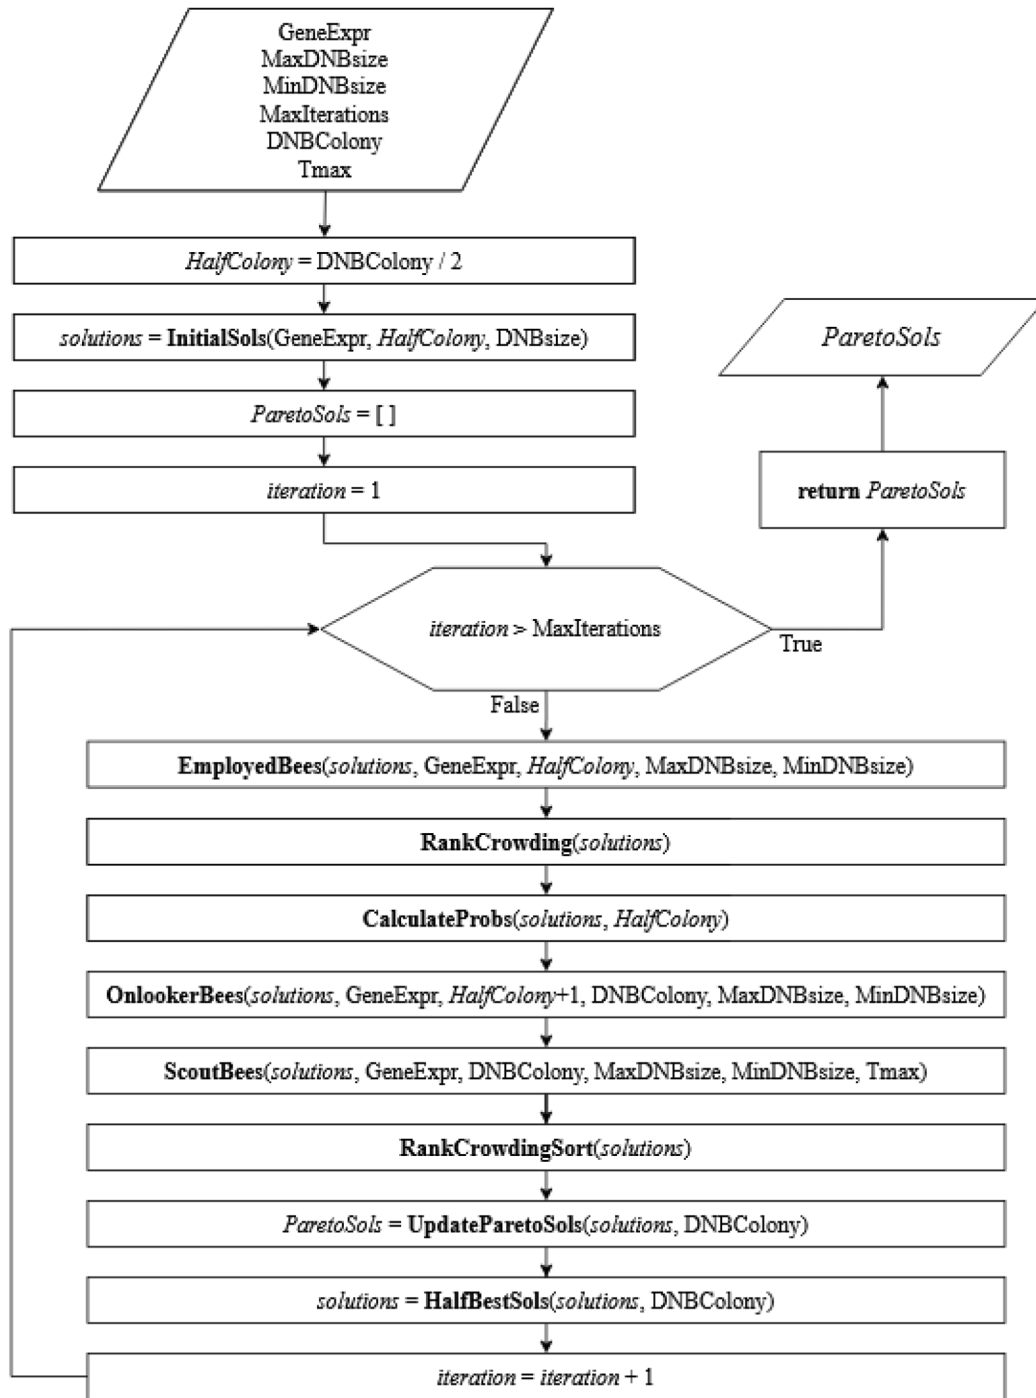 GeneExpr
MaxDNBsize
MinDNBsize
MaxIterations
DNBColony
Tmax
HalfColony = DNBColony / 2
solutions = InitialSols(GeneExpr, HalfColony, DNBsize)
ParetoSols = [ ]
iteration = 1
ParetoSols
return ParetoSols
iteration > MaxIterations
True
False
EmployedBees(solutions, GeneExpr, HalfColony, MaxDNBsize, MinDNBsize)
RankCrowding(solutions)
CalculateProbs(solutions, HalfColony)
OnlookerBees(solutions, GeneExpr, HalfColony+1, DNBColony, MaxDNBsize, MinDNBsize)
ScoutBees(solutions, GeneExpr, DNBColony, MaxDNBsize, MinDNBsize, Tmax)
RankCrowdingSort(solutions)
ParetoSols = UpdateParetoSols(solutions, DNBColony)
solutions = HalfBestSols(solutions, DNBColony)
iteration = iteration + 1